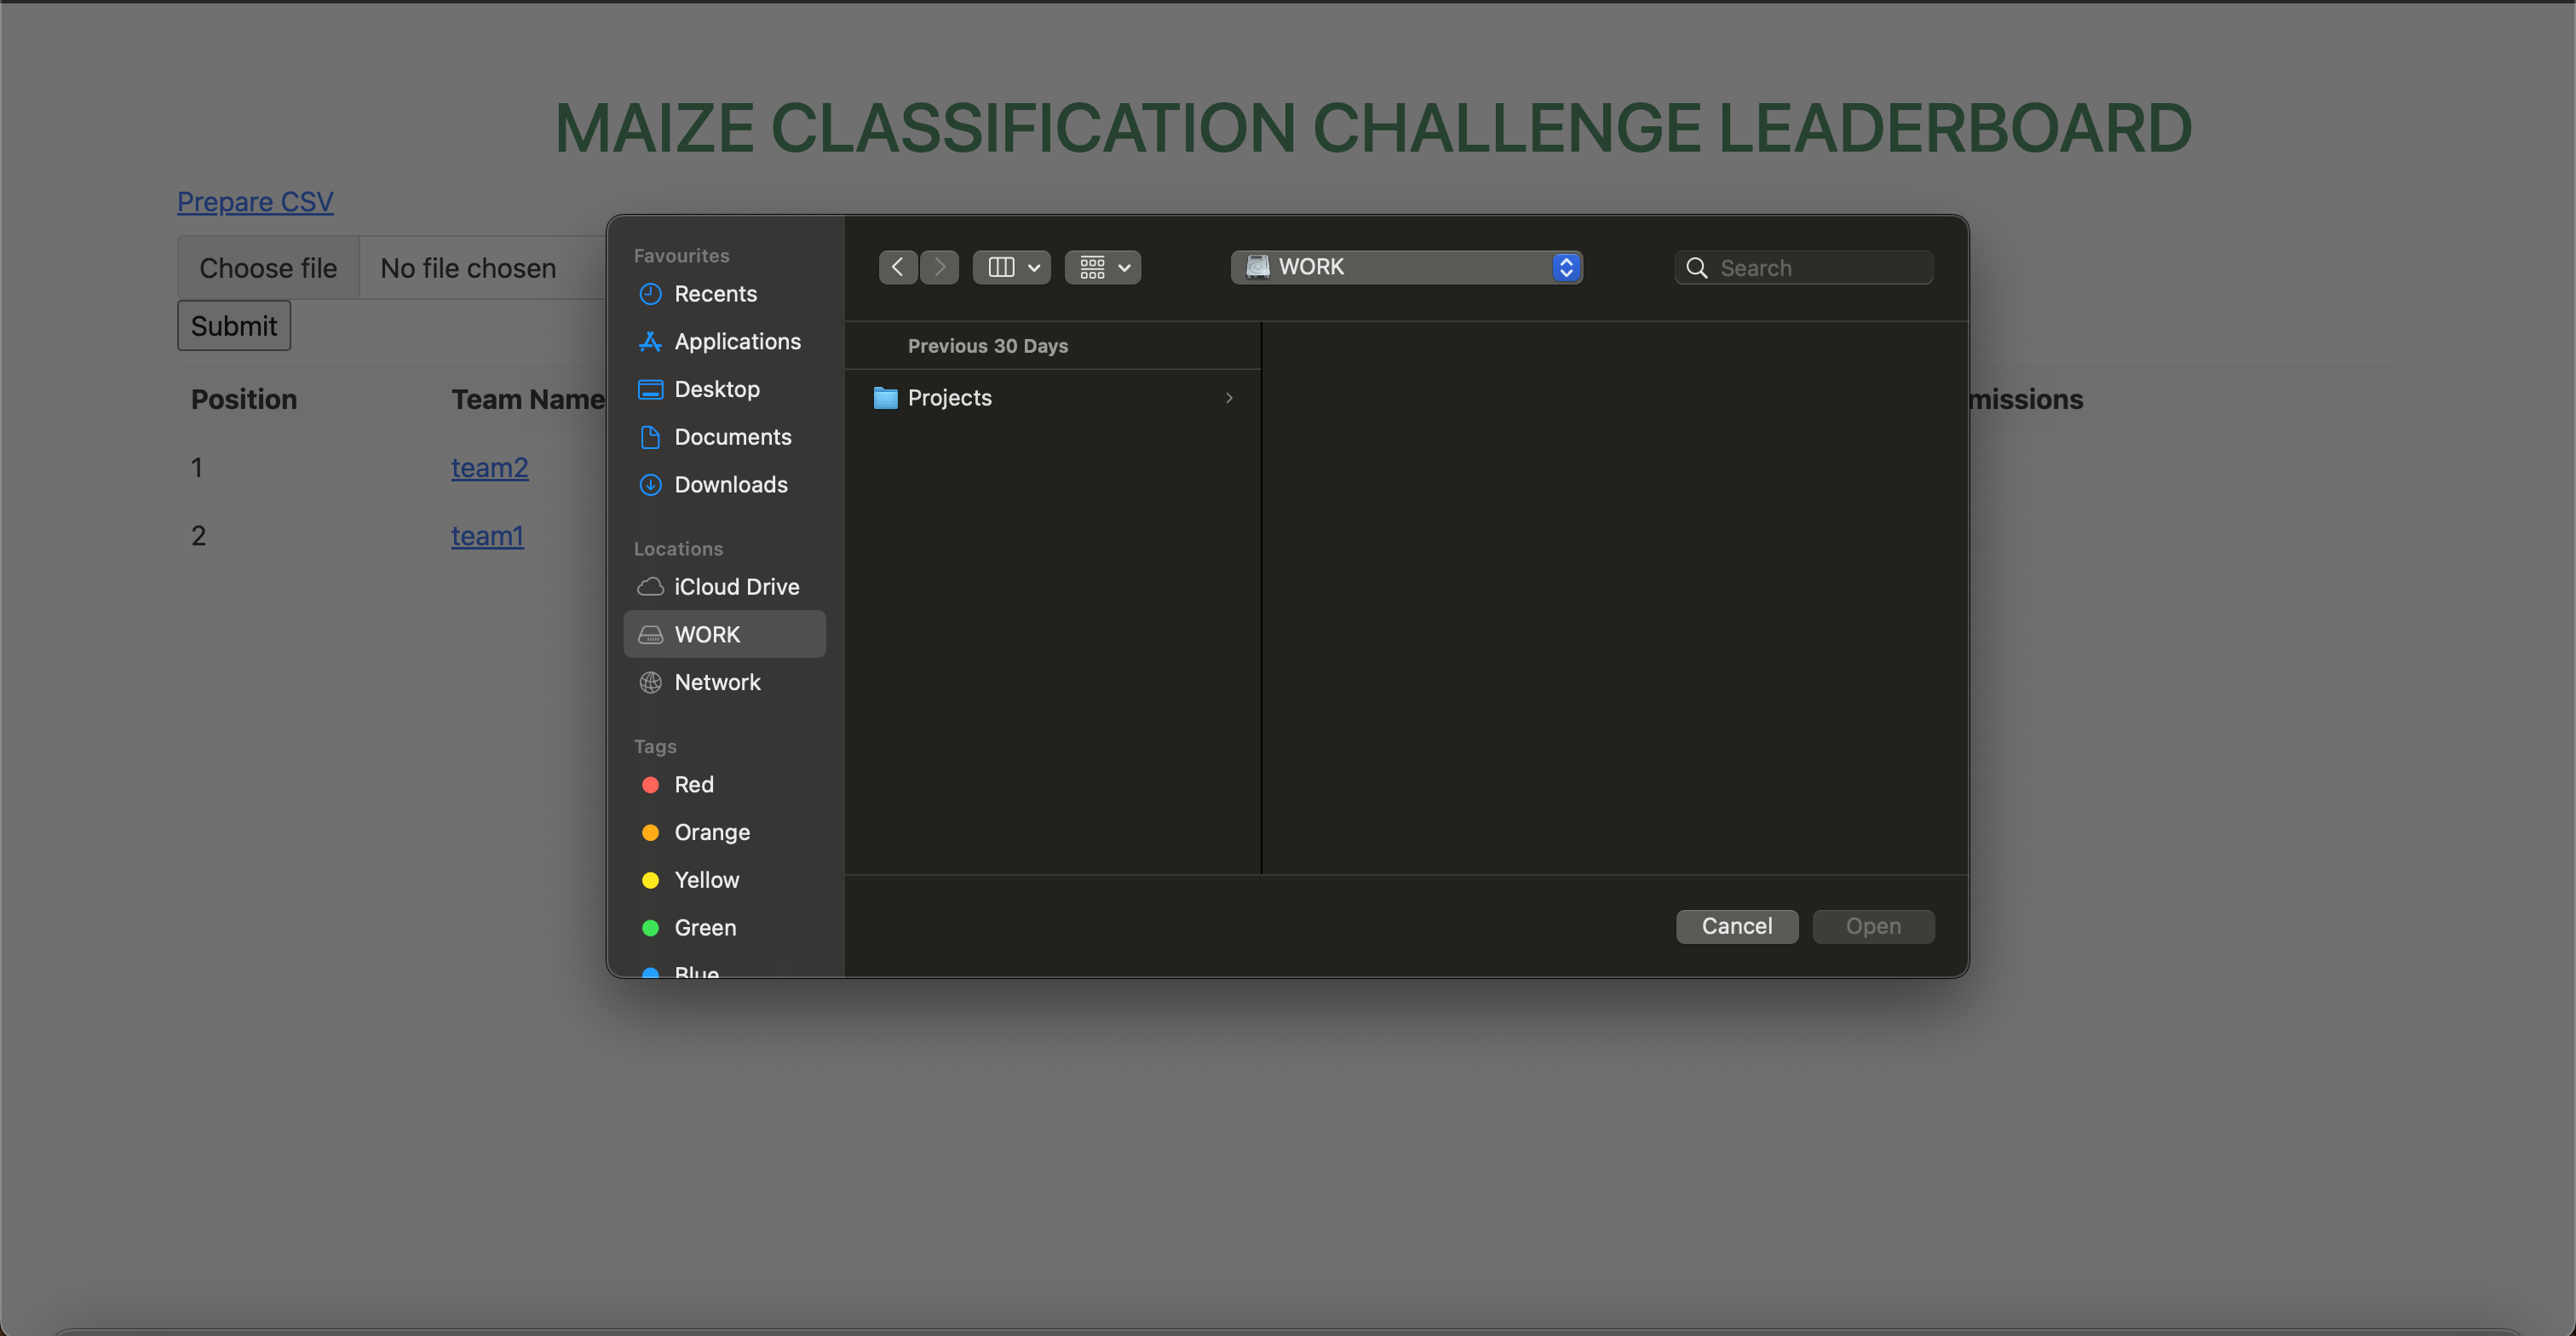 MAIZE CLASSIFICATION CHALLENGE LEADERBOARD
Prepare CSV
Choose file No file chosen
Submit
Position Team Name missions
1 team2
2 team1
Favourites
Recents
Applications
Desktop
Documents
Downloads
Locations
iCloud Drive
WORK
Network
Tags
Red
Orange
Yellow
Green
Blue
WORK
Search
Previous 30 Days
Projects
Cancel Open